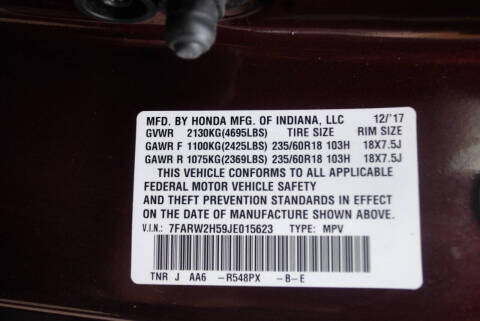 MFD. BY HONDA MFG. OF INDIANA, LLC 12/'17
GVWR 2130KG(4695LBS) TIRE SIZE RIM SIZE
GAWR F 1100KG(2425LBS) 235/60R18 103H 18X7.5J
GAWR R 1075KG(2369LBS) 235/60R18 103H 18X7.5J
THIS VEHICLE CONFORMS TO ALL APPLICABLE
FEDERAL MOTOR VEHICLE SAFETY
AND THEFT PREVENTION STANDARDS IN EFFECT
ON THE DATE OF MANUFACTURE SHOWN ABOVE.
V.I.N.: 7FARW2H59JE015623 TYPE: MPV
TNR J AA6 -R548PX -B-E